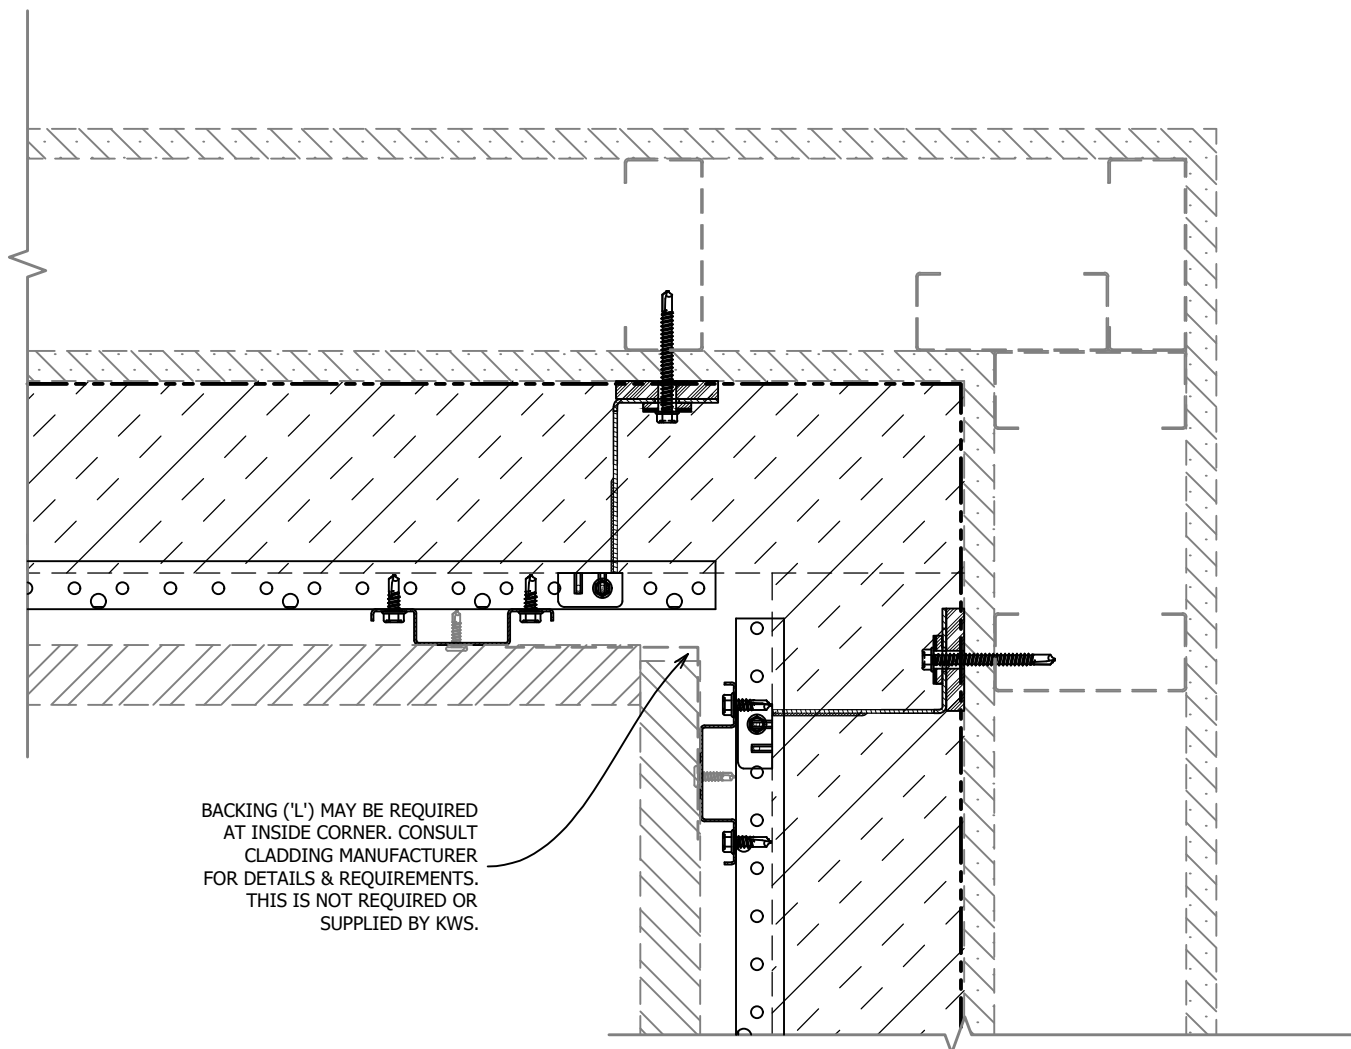 BACKING ('L') MAY BE REQUIRED
AT INSIDE CORNER. CONSULT
CLADDING MANUFACTURER
FOR DETAILS & REQUIREMENTS.
THIS IS NOT REQUIRED OR
SUPPLIED BY KWS.